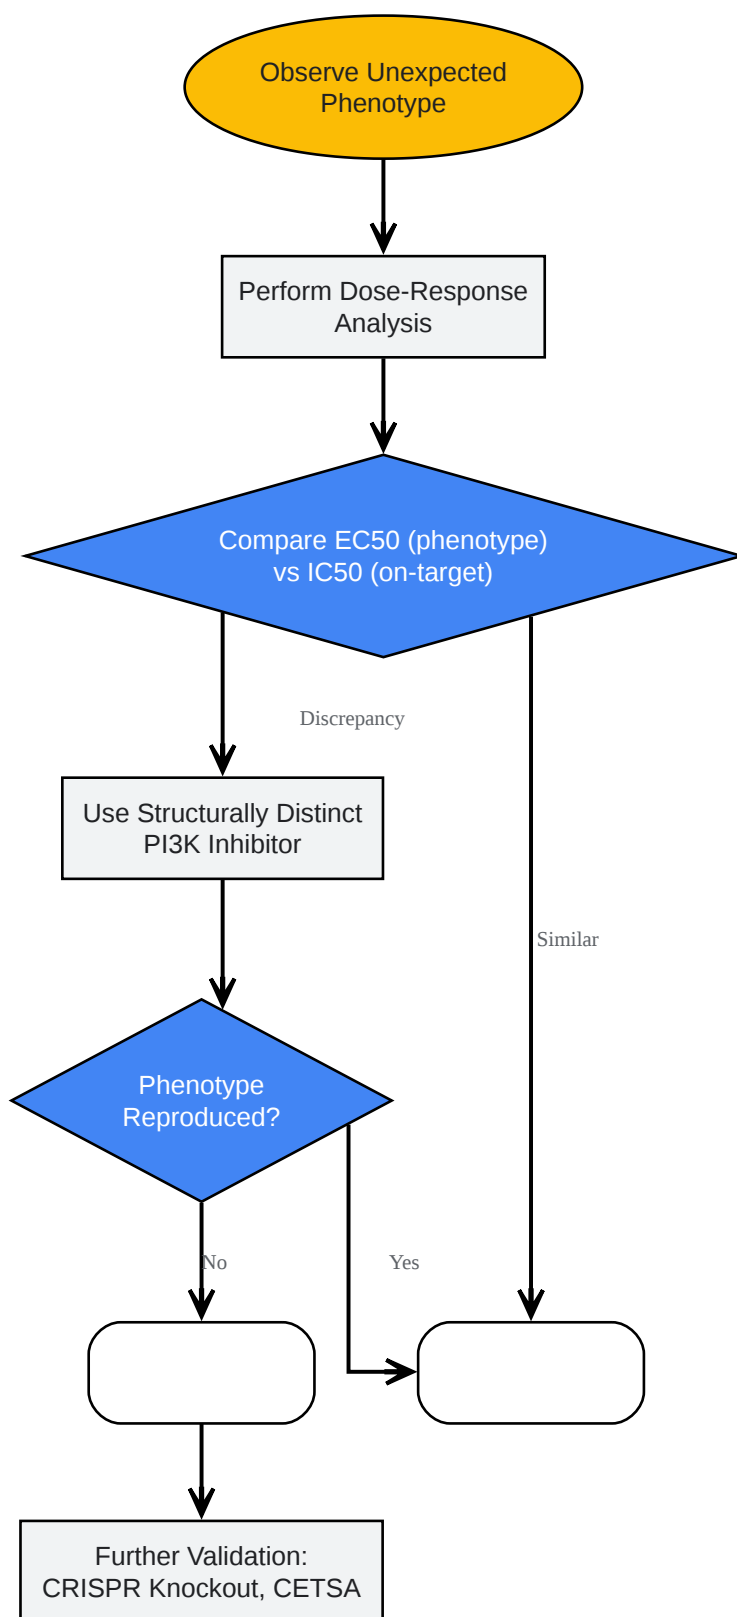 Observe Unexpected
Phenotype
Perform Dose-Response
Analysis
Compare EC50 (phenotype)
vs IC50 (on-target)
Discrepancy
Use Structurally Distinct
PI3K Inhibitor
Similar
Phenotype
Reproduced?
No
Yes
Further Validation:
CRISPR Knockout, CETSA